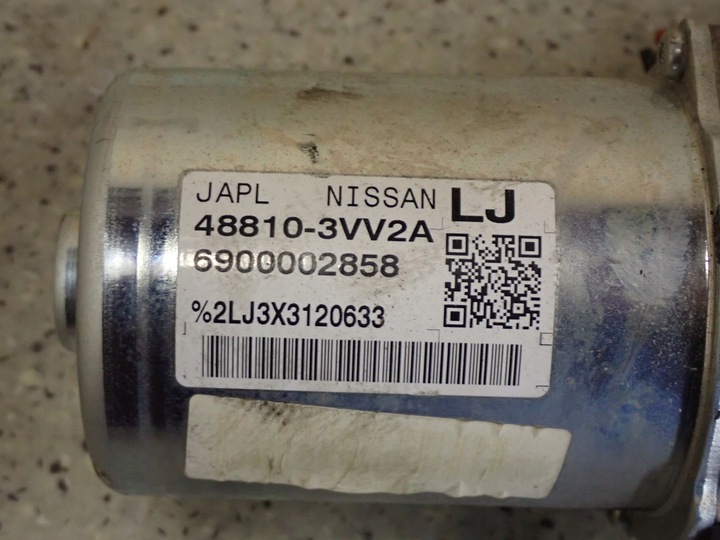 JAPL NISSAN LJ
48810-3VV2A
6900002858
%2LJ3X3120633